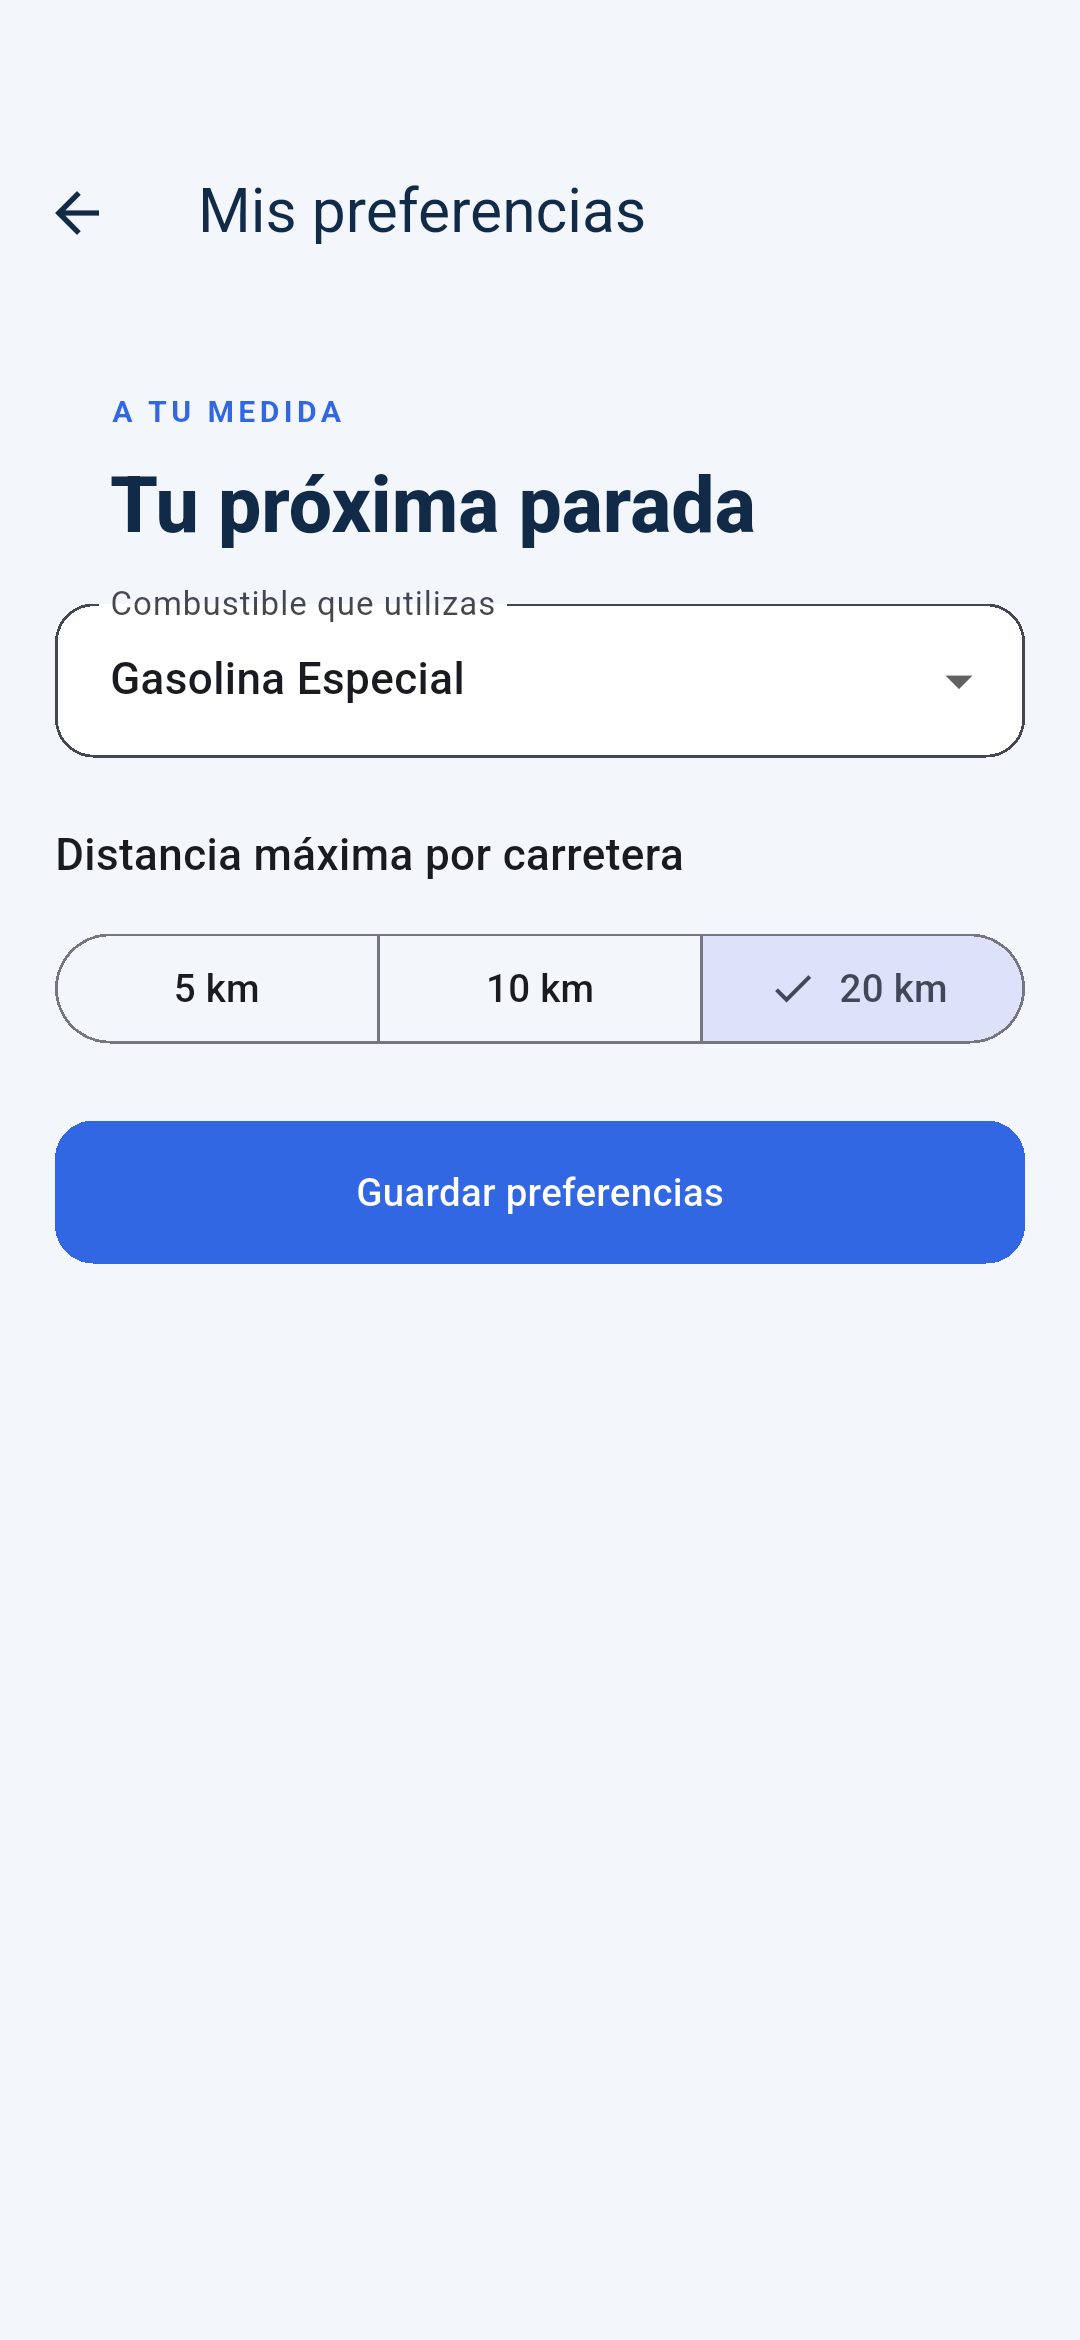 Mis preferencias
A TU MEDIDA
Tu próxima parada
Combustible que utilizas
Gasolina Especial
Distancia máxima por carretera
5 km
10 km
20 km
Guardar preferencias